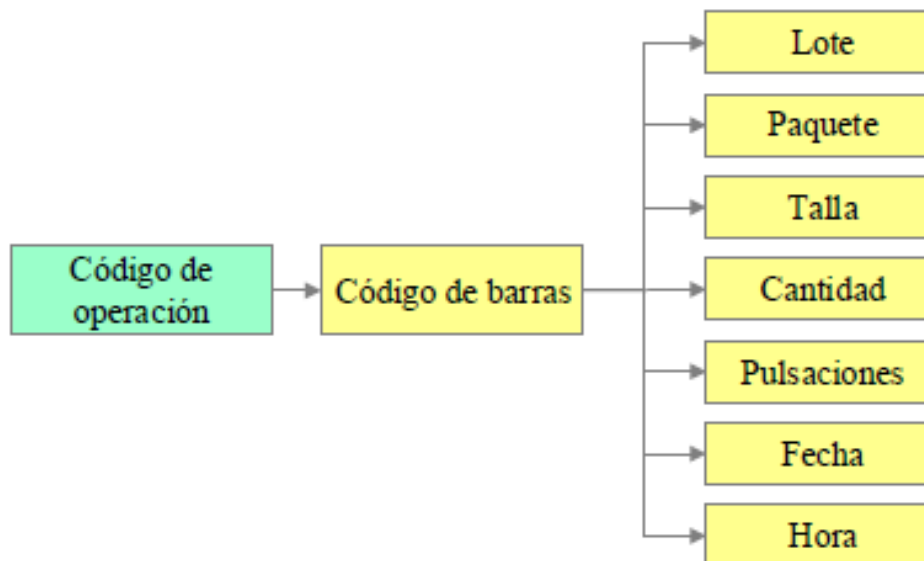 Código de
operación
Código de barras
Lote
Paquete
Talla
Cantidad
Pulsaciones
Fecha
Hora